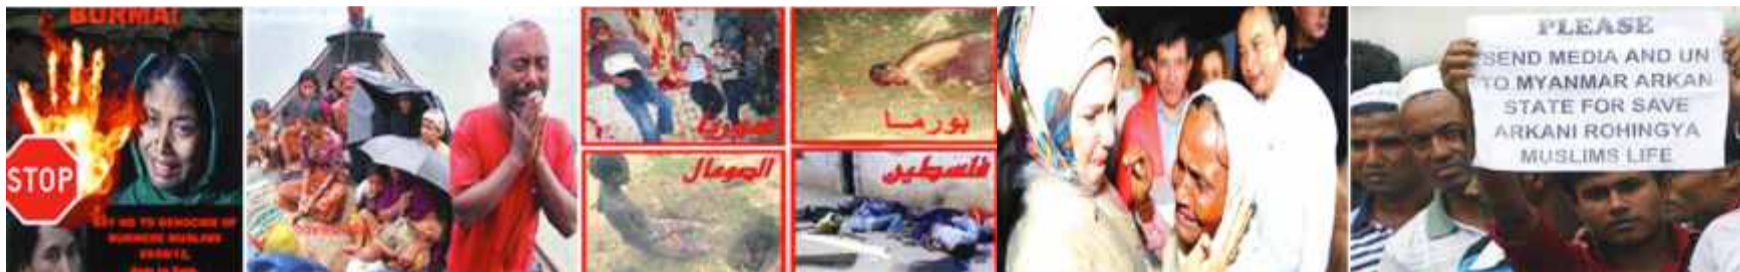 BURMA!
STOP
SAY NO TO GENOCIDE OF
BURMESE MUSLIMS
سوريا
بورما
الصومال
فلسطين
PLEASE
SEND MEDIA AND UN
TO MYANMAR ARKAN
STATE FOR SAVE
ARKANI ROHINGYA
MUSLIMS LIFE